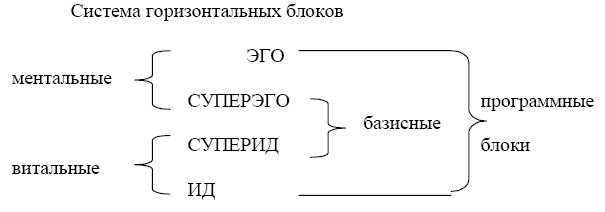 Система горизонтальных блоков
ЭГО
ментальные
СУПЕРЭГО
программные
базисные
СУПЕРИД
блоки
витальные
ИД